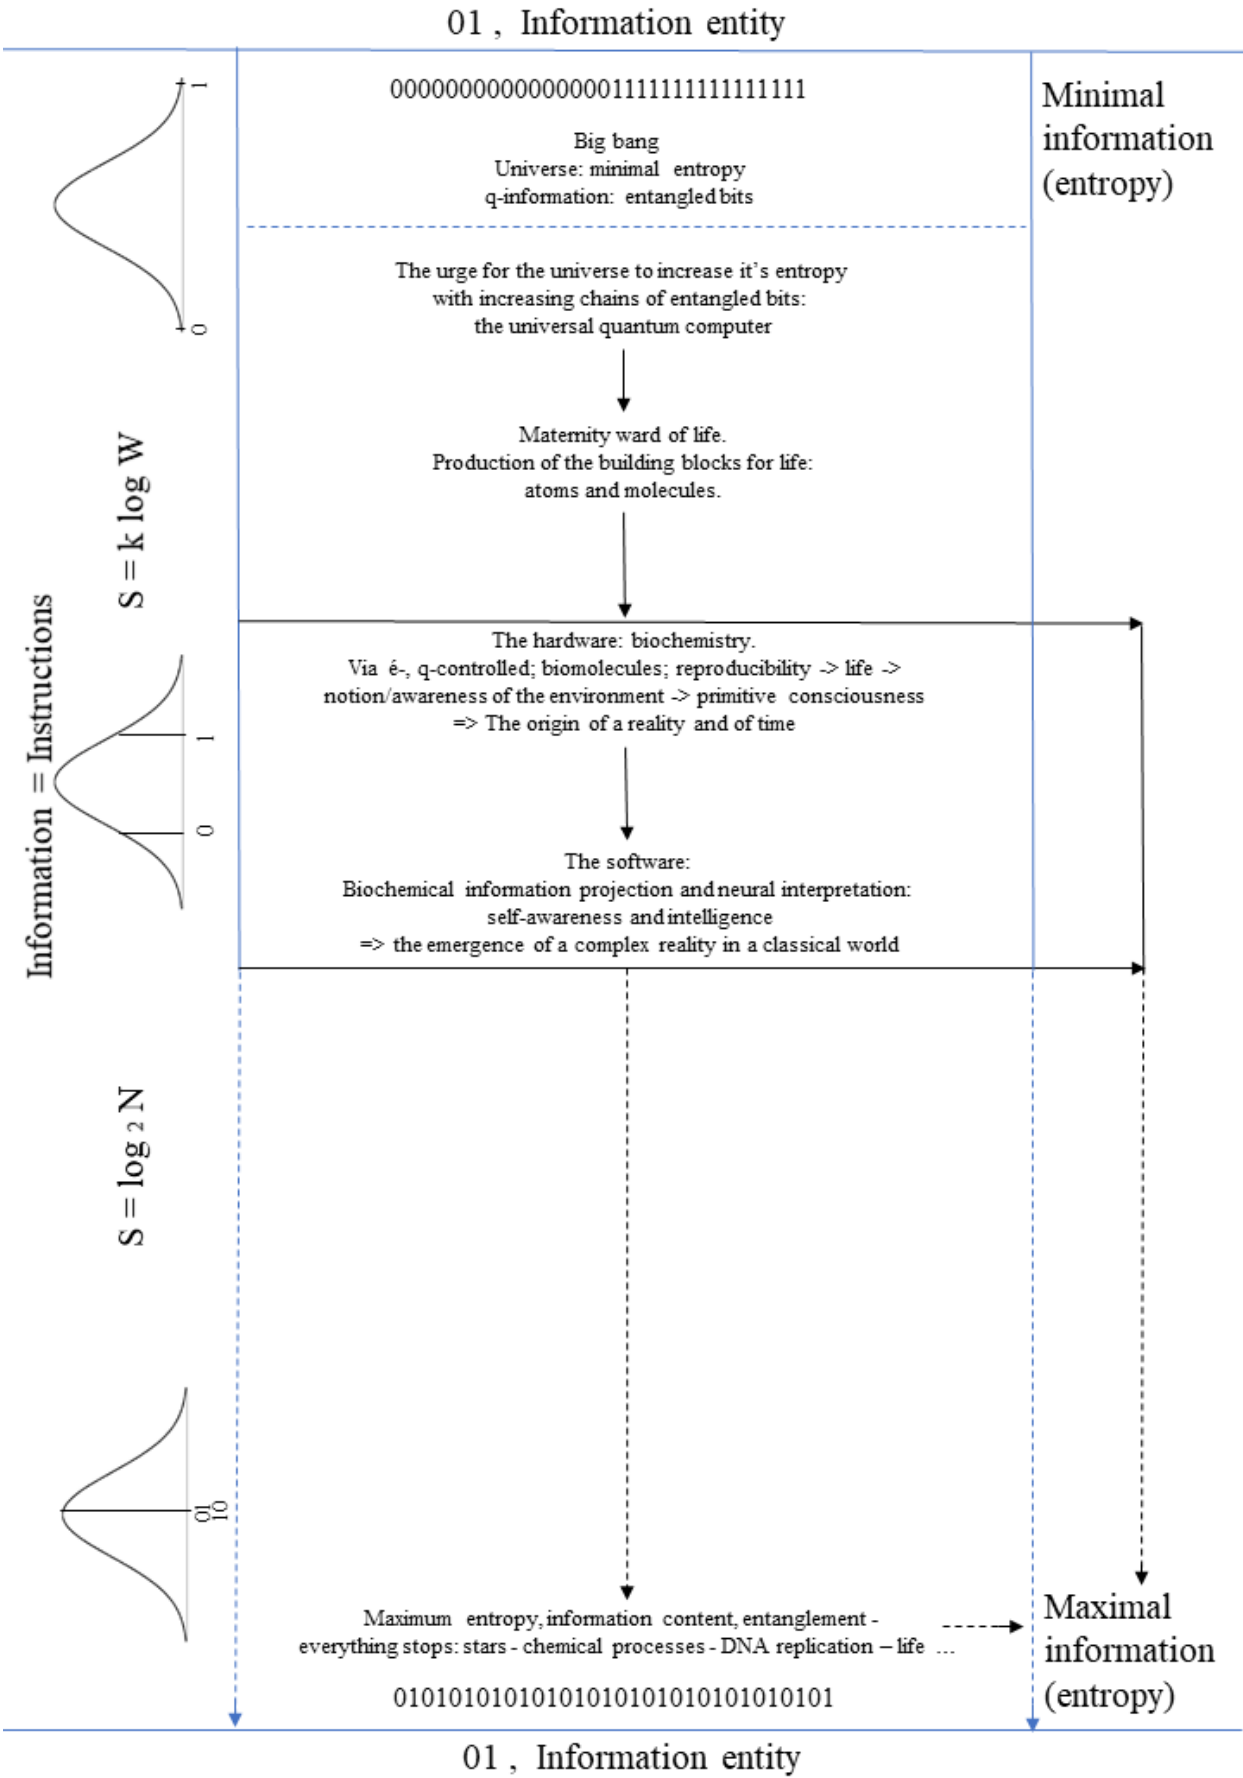 01 , Information entity
000000000000000011111111111111
Big bang
Universe: minimal entropy
q-information: entangled bits
Minimal
information
(entropy)
1
0
The urge for the universe to increase it's entropy
with increasing chains of entangled bits:
the universal quantum computer
Maternity ward of life.
Production of the building blocks for life:
atoms and molecules.
S = k log W
Information = Instructions
1
0
The hardware: biochemistry.
Via é-, q-controlled; biomolecules; reproducibility -> life ->
notion/awareness of the environment -> primitive consciousness
=> The origin of a reality and of time
The software:
Biochemical information projection and neural interpretation:
self-awareness and intelligence
=> the emergence of a complex reality in a classical world
S = log 2 N
01
10
Maximum entropy, information content, entanglement -
everything stops: stars - chemical processes - DNA replication – life …
01010101010101010101010101010101
Maximal
information
(entropy)
01 , Information entity